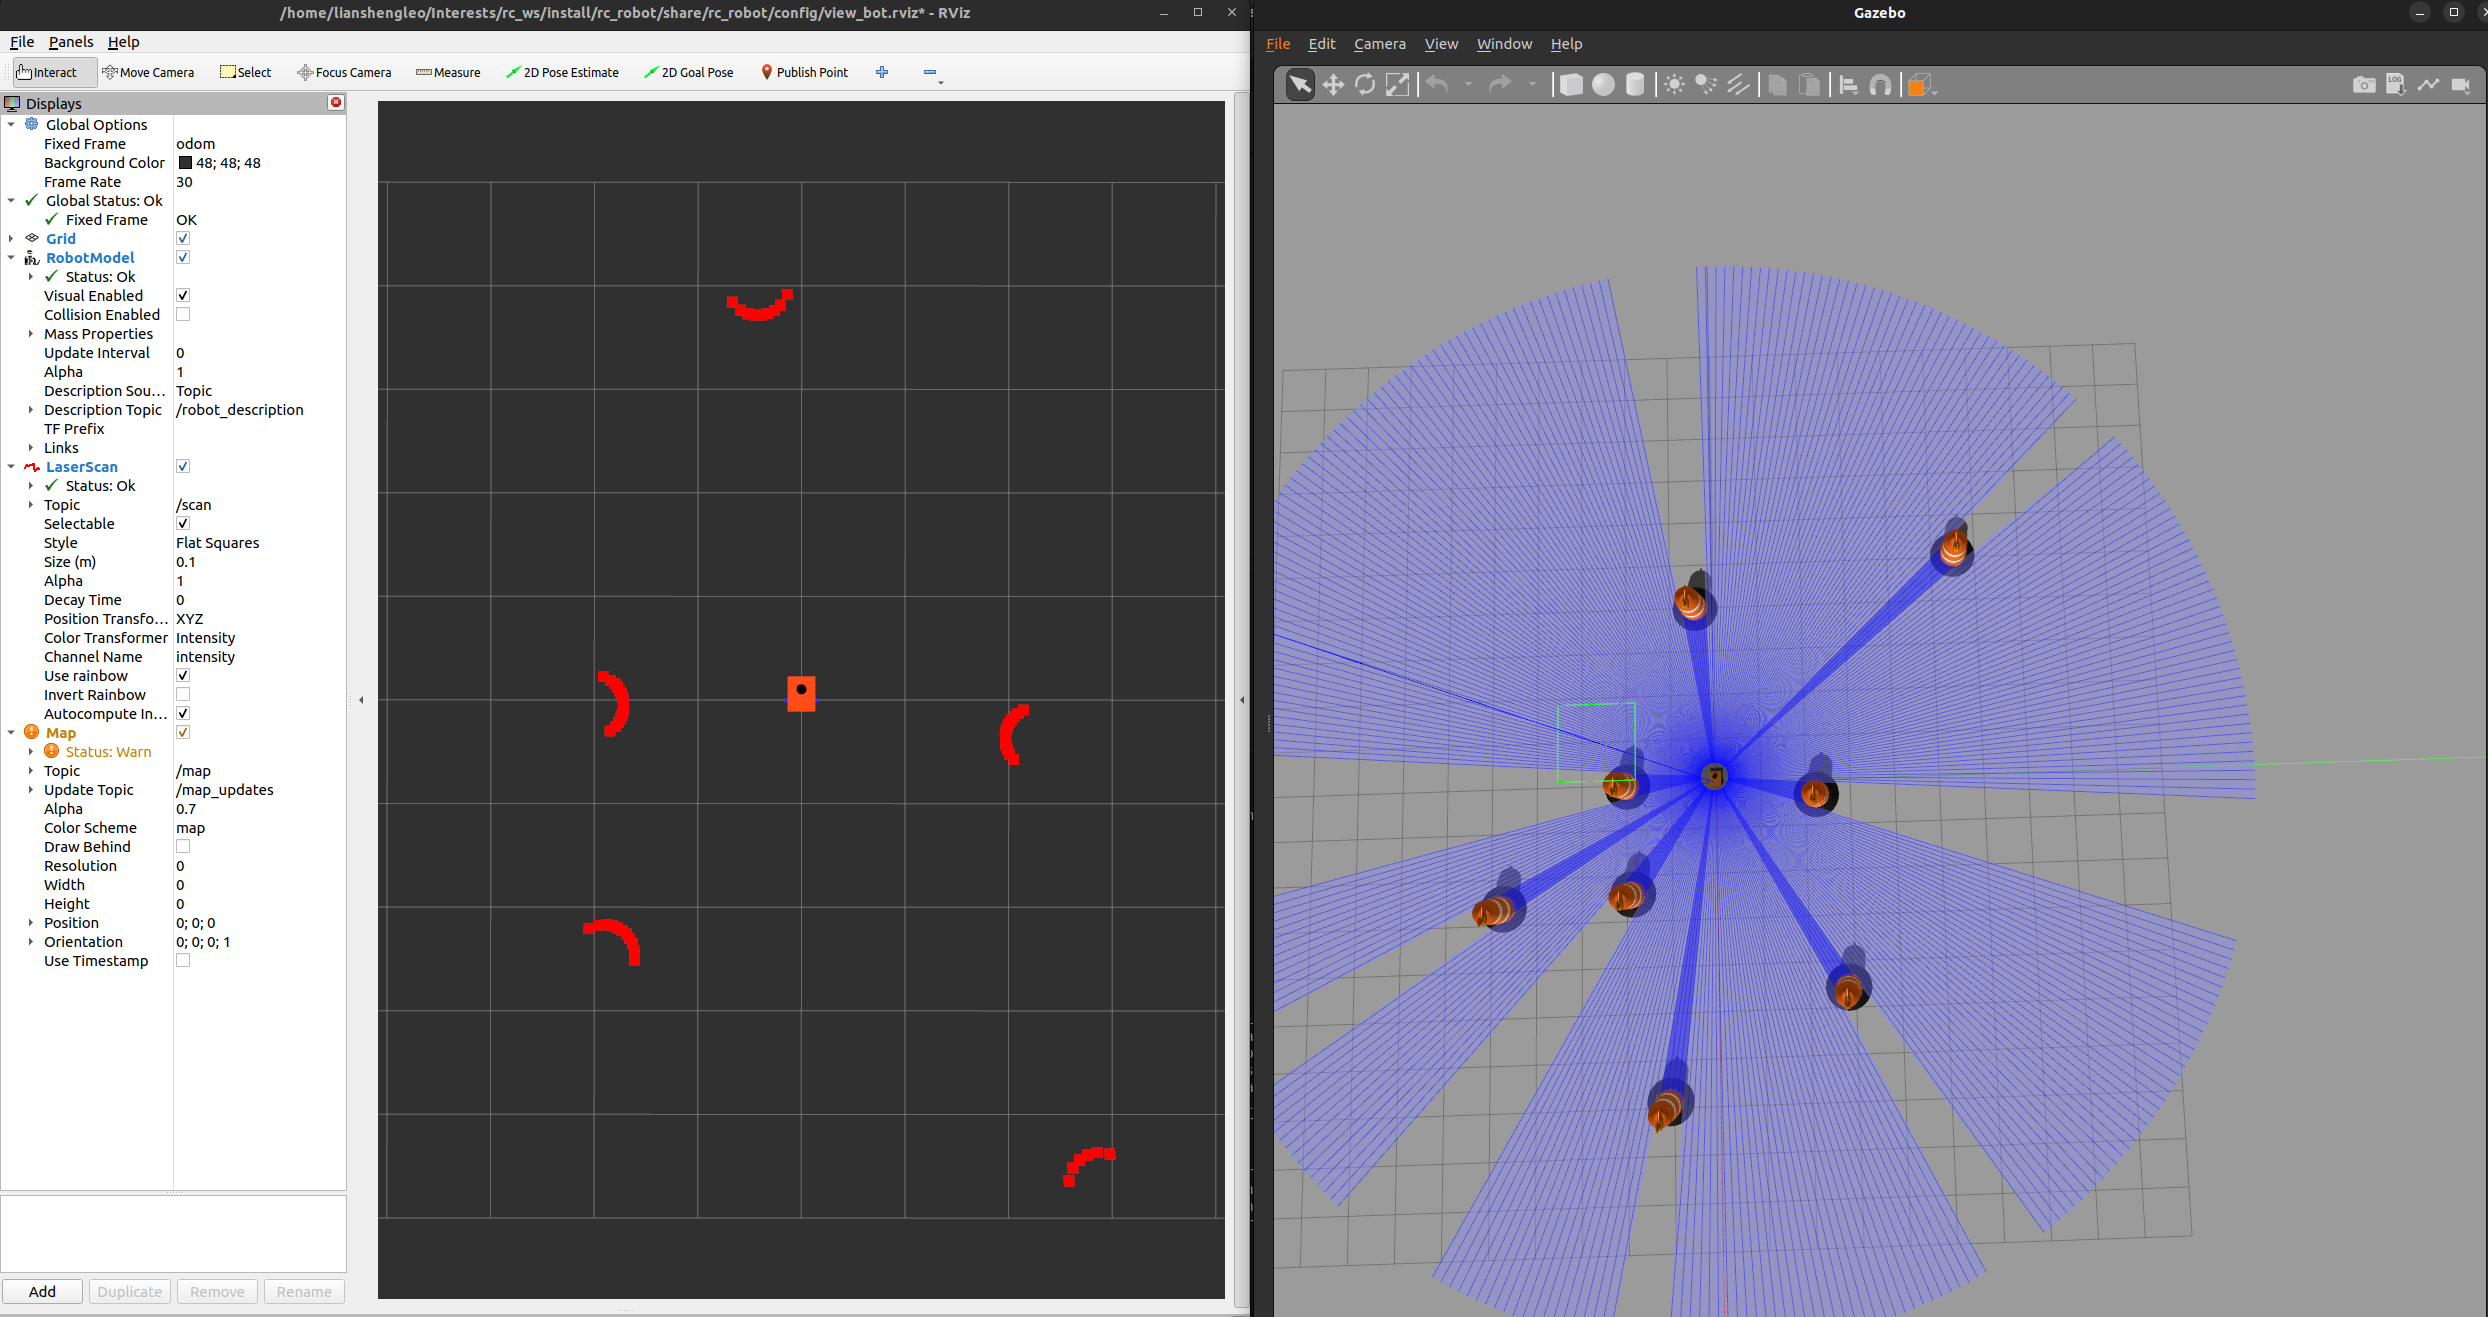 /home/lianshengleo/Interests/rc_ws/install/rc_robot/share/rc_robot/config/view_bot.rviz* - RViz
File Panels Help
Interact Move Camera Select Focus Camera Measure 2D Pose Estimate 2D Goal Pose Publish Point
Displays
Global Options
Fixed Frame odom
Background Color 48; 48; 48
Frame Rate 30
Global Status: Ok
Fixed Frame OK
Grid
RobotModel
Status: Ok
Visual Enabled
Collision Enabled
Mass Properties
Update Interval 0
Alpha 1
Description Sou... Topic
Description Topic /robot_description
TF Prefix
Links
LaserScan
Status: Ok
Topic /scan
Selectable
Style Flat Squares
Size (m) 0.1
Alpha 1
Decay Time 0
Position Transfo... XYZ
Color Transformer Intensity
Channel Name intensity
Use rainbow
Invert Rainbow
Autocompute In...
Map
Status: Warn
Topic /map
Update Topic /map_updates
Alpha 0.7
Color Scheme map
Draw Behind
Resolution 0
Width 0
Height 0
Position 0; 0; 0
Orientation 0; 0; 0; 1
Use Timestamp
Add Duplicate Remove Rename
Gazebo
File Edit Camera View Window Help
LOG